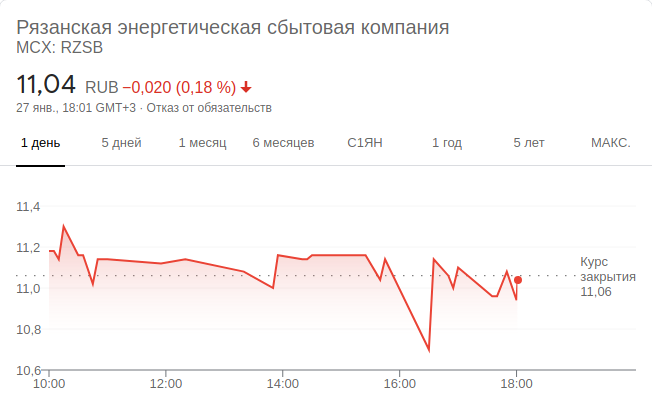 Рязанская энергетическая сбытовая компания
MCX: RZSB
11,04 RUB −0,020 (0,18 %)
27 янв., 18:01 GMT+3 · Отказ от обязательств
1 день 5 дней 1 месяц 6 месяцев С1ЯН 1 год 5 лет МАКС.
11,4
11,2
11,0
10,8
10,6
Курс
закрытия
11,06
10:00 12:00 14:00 16:00 18:00